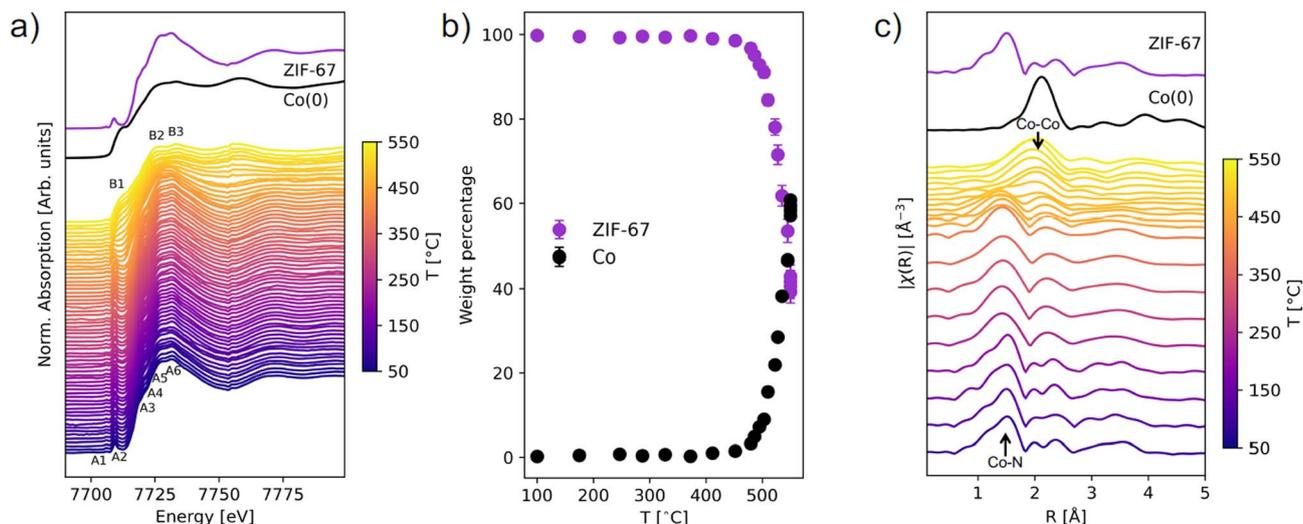 a)
ZIF-67
Co(0)
B2 B3
B1
A6
A5
A4
A3
A1 A2
Norm. Absorption [Arb. units]
7700 7725 7750 7775
Energy [eV]
550
450
350
250
150
50
T [°C]
b)
100
80
60
40
20
0
ZIF-67
Co
Weight percentage
100 200 300 400 500
T [°C]
c)
ZIF-67
Co(0)
Co-Co
Co-N
|χ(R)| [Å⁻³]
1 2 3 4 5
R [Å]
550
450
350
250
150
50
T [°C]